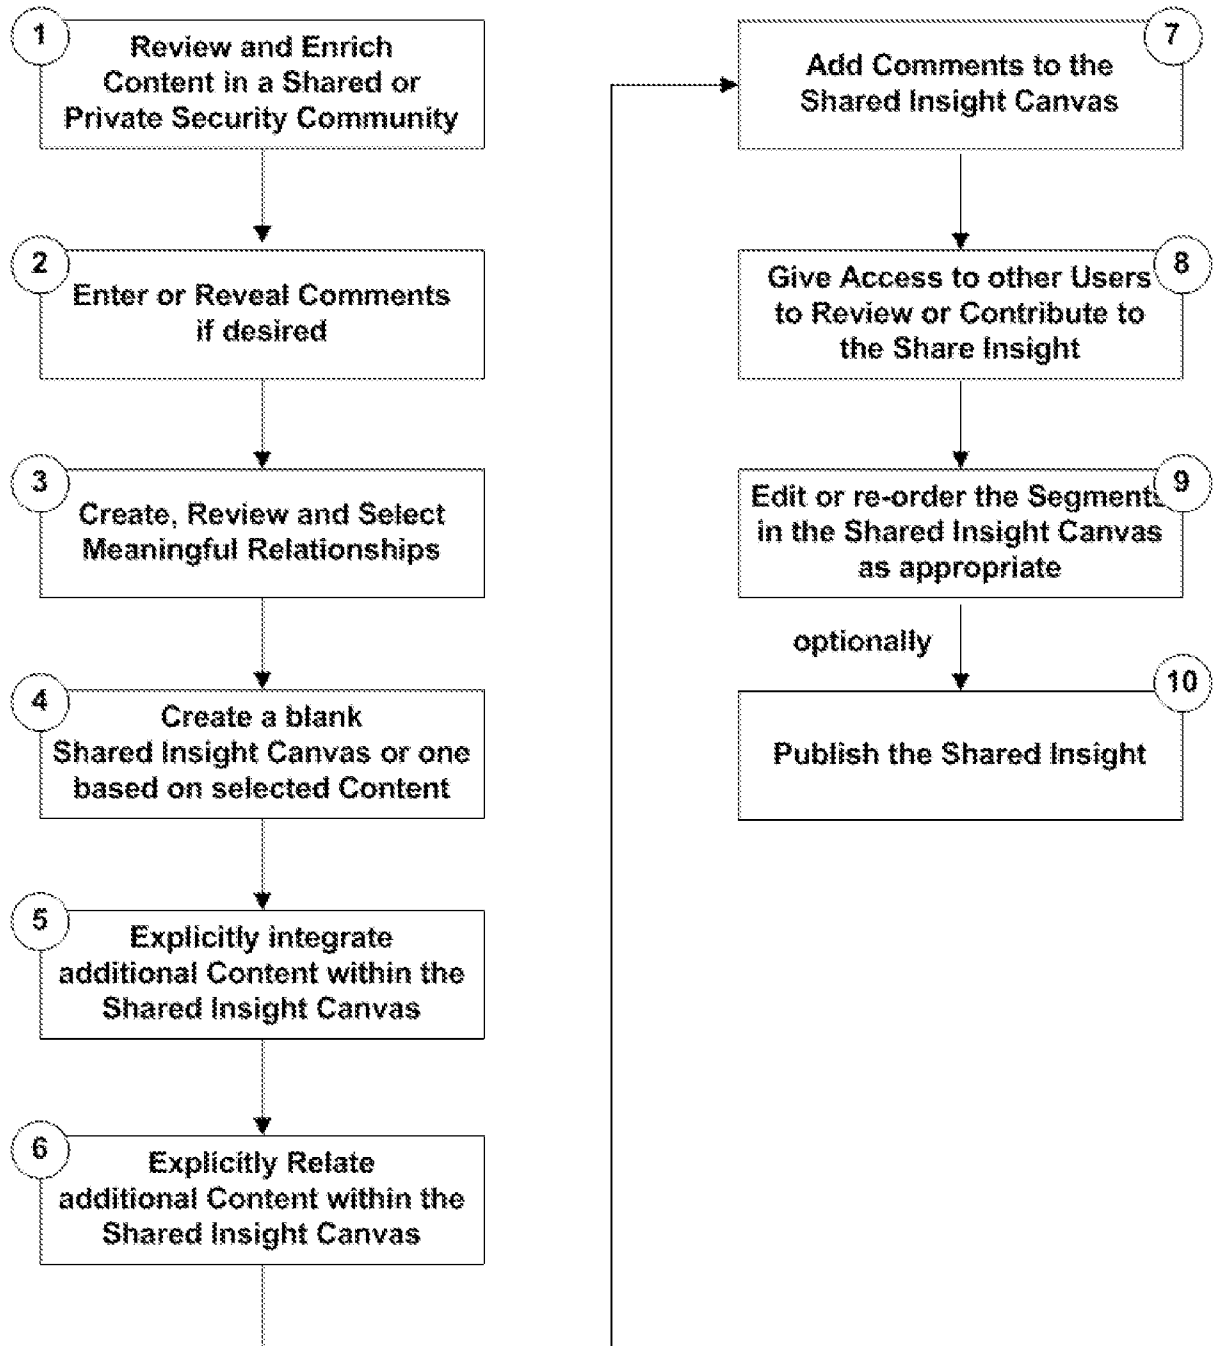 1
Review and Enrich
Content in a Shared or
Private Security Community
2
Enter or Reveal Comments
if desired
3
Create, Review and Select
Meaningful Relationships
4
Create a blank
Shared Insight Canvas or one
based on selected Content
5
Explicitly integrate
additional Content within the
Shared Insight Canvas
6
Explicitly Relate
additional Content within the
Shared Insight Canvas
7
Add Comments to the
Shared Insight Canvas
8
Give Access to other Users
to Review or Contribute to
the Share Insight
9
Edit or re-order the Segments
in the Shared Insight Canvas
as appropriate
optionally
10
Publish the Shared Insight